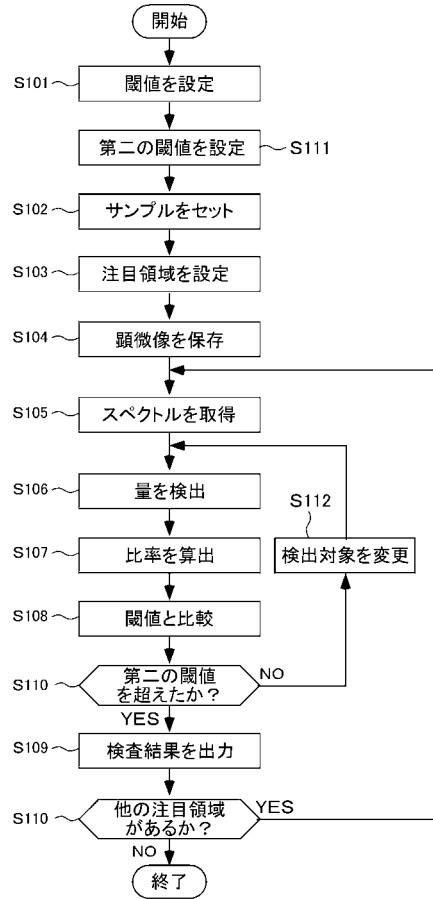 開始
S101
閾値を設定
第二の閾値を設定
S111
S102
サンプルをセット
S103
注目領域を設定
S104
顕微像を保存
S105
スペクトルを取得
S106
量を検出
S112
S107
比率を算出
検出対象を変更
S108
閾値と比較
S110
第二の閾値
を超えたか?
NO
YES
S109
検査結果を出力
S110
他の注目領域
があるか?
YES
NO
終了